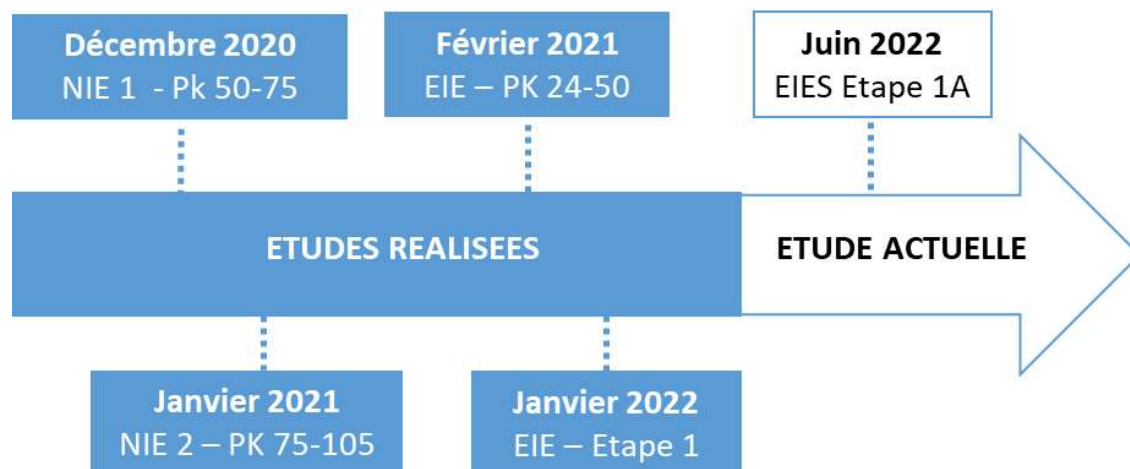 Décembre 2020
NIE 1  - Pk 50-75
Février 2021
EIE – PK 24-50
Juin 2022
EIES Etape 1A
ETUDES REALISEES
ETUDE ACTUELLE
Janvier 2021
NIE 2 – PK 75-105
Janvier 2022
EIE – Etape 1